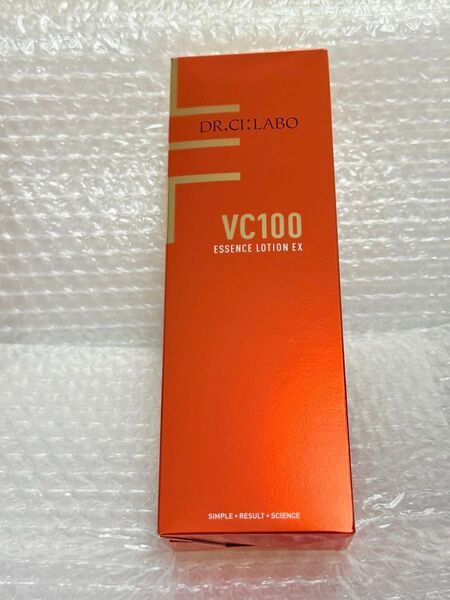 DR.CI:LABO
VC100
ESSENCE LOTION EX
SIMPLE+RESULT+SCIENCE